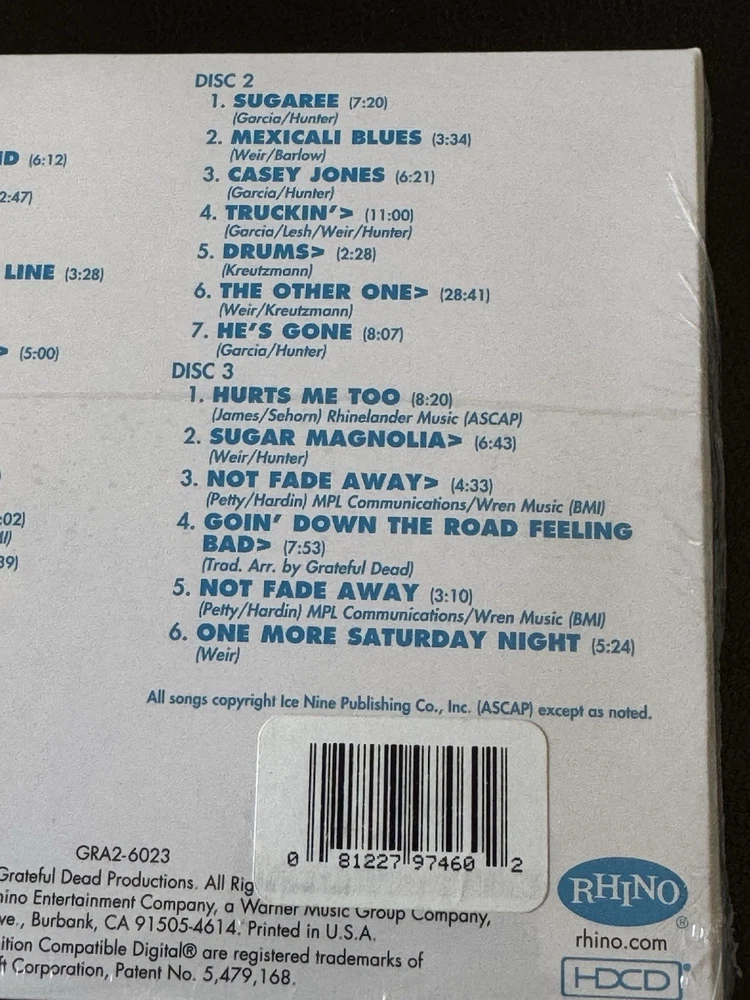 ID (6:12)
2:47)
LINE (3:28)
> (5:00)
)
:02)
I)
39)
DISC 2
1. SUGAREE (7:20)
(Garcia/Hunter)
2. MEXICALI BLUES (3:34)
(Weir/Barlow)
3. CASEY JONES (6:21)
(Garcia/Hunter)
4. TRUCKIN'> (11:00)
(Garcia/Lesh/Weir/Hunter)
5. DRUMS> (2:28)
(Kreutzmann)
6. THE OTHER ONE> (28:41)
(Weir/Kreutzmann)
7. HE'S GONE (8:07)
(Garcia/Hunter)
DISC 3
1. HURTS ME TOO (8:20)
(James/Sehorn) Rhinelander Music (ASCAP)
2. SUGAR MAGNOLIA> (6:43)
(Weir/Hunter)
3. NOT FADE AWAY> (4:33)
(Petty/Hardin) MPL Communications/Wren Music (BMI)
4. GOIN' DOWN THE ROAD FEELING
BAD> (7:53)
(Trad. Arr. by Grateful Dead)
5. NOT FADE AWAY (3:10)
(Petty/Hardin) MPL Communications/Wren Music (BMI)
6. ONE MORE SATURDAY NIGHT (5:24)
(Weir)
All songs copyright Ice Nine Publishing Co., Inc. (ASCAP) except as noted.
0 81227 97460 2
GRA2-6023
Grateful Dead Productions. All Rig
hino Entertainment Company, a Warner Music Group Company,
ve., Burbank, CA 91505-4614. Printed in U.S.A.
ition Compatible Digital® are registered trademarks of
ft Corporation, Patent No. 5,479,168.
RHINO ®
rhino.com
HDCD